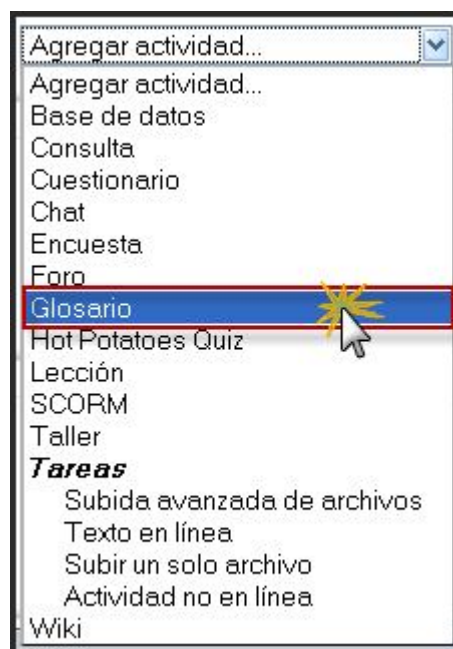 Agregar actividad...
Agregar actividad...
Base de datos
Consulta
Cuestionario
Chat
Encuesta
Foro
Glosario
Hot Potatoes Quiz
Lección
SCORM
Taller
Tareas
Subida avanzada de archivos
Texto en línea
Subir un solo archivo
Actividad no en línea
Wiki